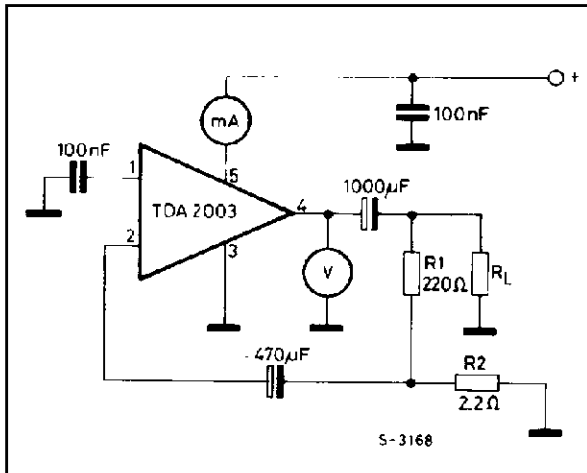 +
mA
100nF
100nF
1
5
1000µF
TDA 2003
4
2
3
V
R1
220Ω
RL
470µF
R2
2.2Ω
S-3168